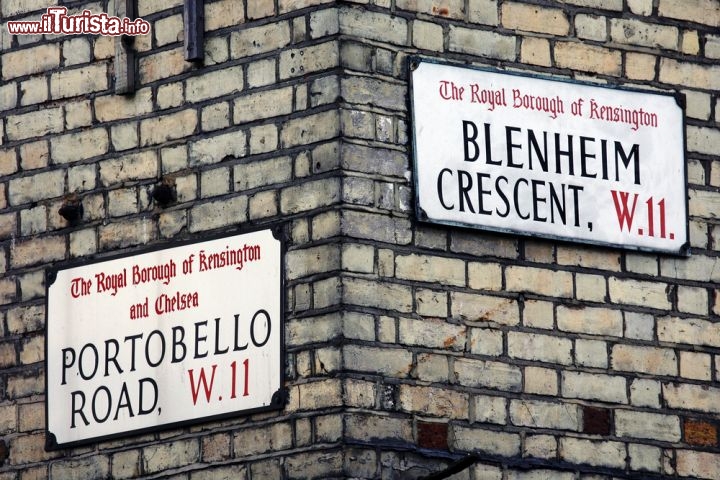 www.ilTurista.info
The Royal Borough of Kensington
BLENHEIM
CRESCENT, W.11.
The Royal Borough of Kensington
and Chelsea
PORTOBELLO
ROAD, W.11